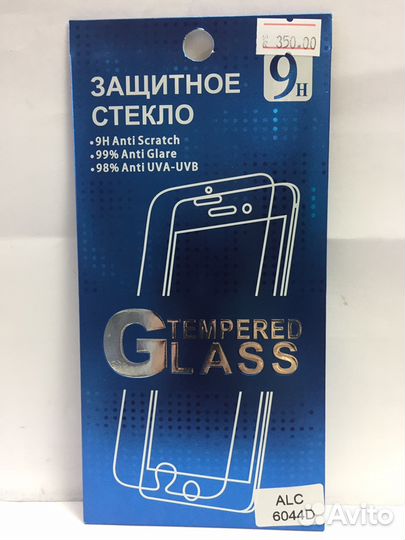 350.00
9H
ЗАЩИТНОЕ
СТЕКЛО
•9H Anti Scratch
•99% Anti Glare
•98% Anti UVA-UVB
TEMPERED
GLASS
ALC
6044D
Avito